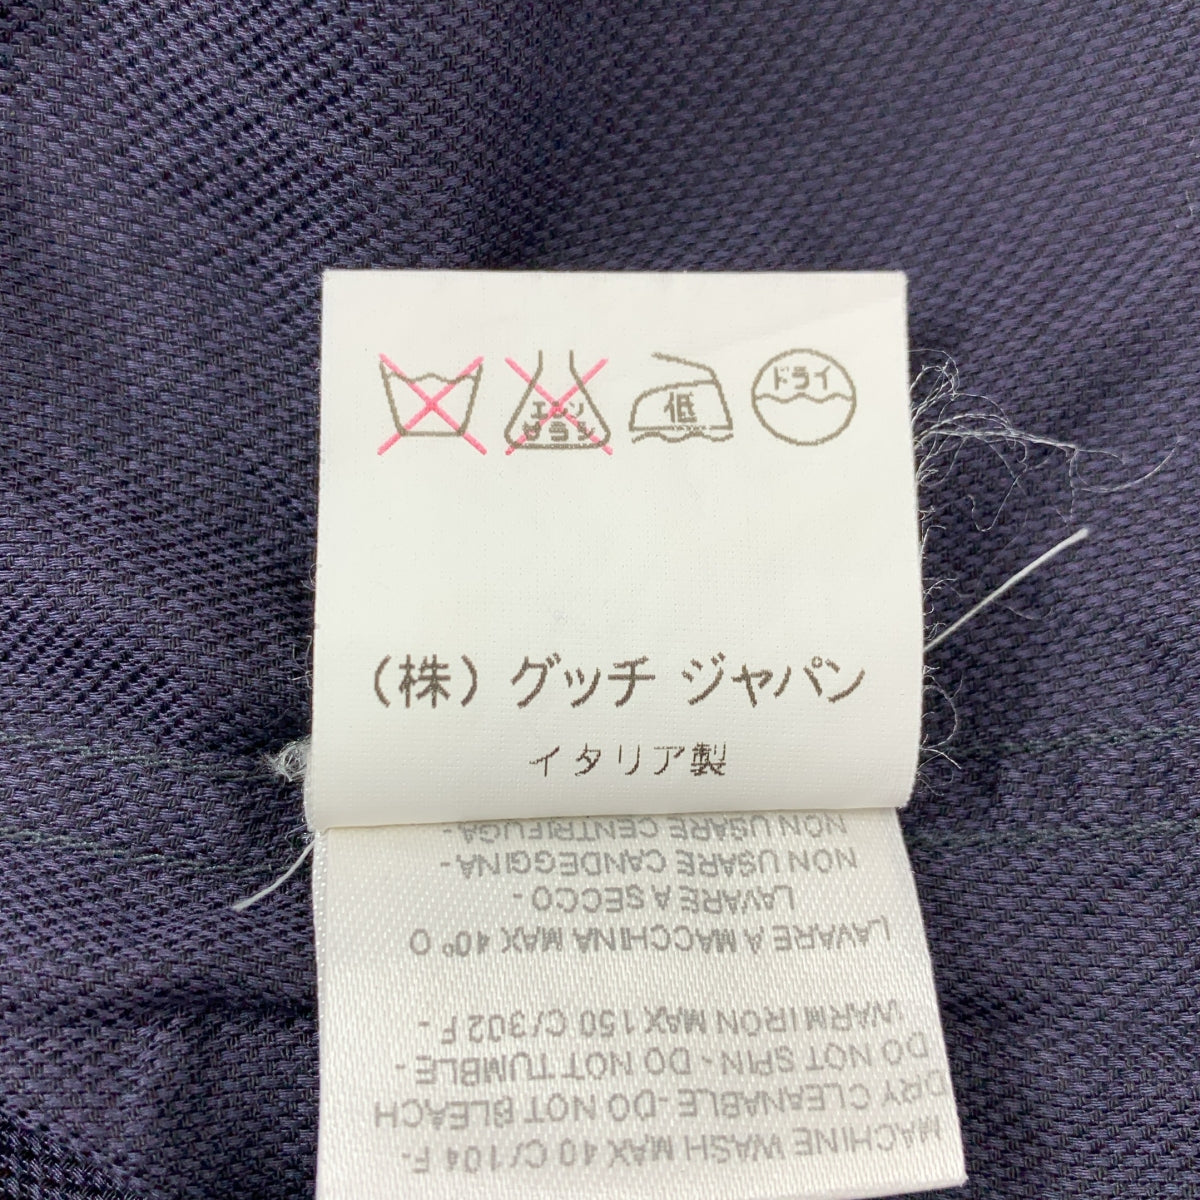 エンソ
サラシ
低
ドライ
（株）グッチ ジャパン
イタリア製
MACHINE WASH MAX 40 C/104 F-
DRY CLEANABLE-DO NOT BLEACH
DO NOT SPIN-DO NOT TUMBLE-
WARM IRON MAX 150 C/302 F -
LAVARE A MACCHINA MAX 40º O
LAVARE A SECCO -
NON USARE CANDEGGINA-
NON USARE CENTRIFUGA-